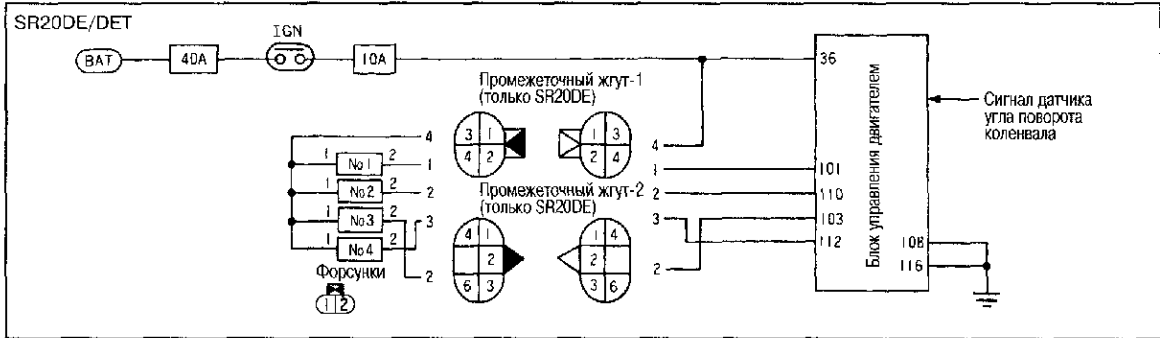 SR20DE/DET
IGN
BAT
40A
10A
36
Промежеточный жгут-1
(только SR20DE)
Сигнал датчика
угла поворота
коленвала
Блок управления двигателем
4
3 1
4 2
1 3
2 4
4
1 No1 2 1
1 No2 2 2
1 No3 2 3
1 No4 2
2
1
2
3
2
101
110
103
112
108
116
Промежеточный жгут-2
(только SR20DE)
4 1
2
6 3
1 4
2
3 6
Форсунки
1 2